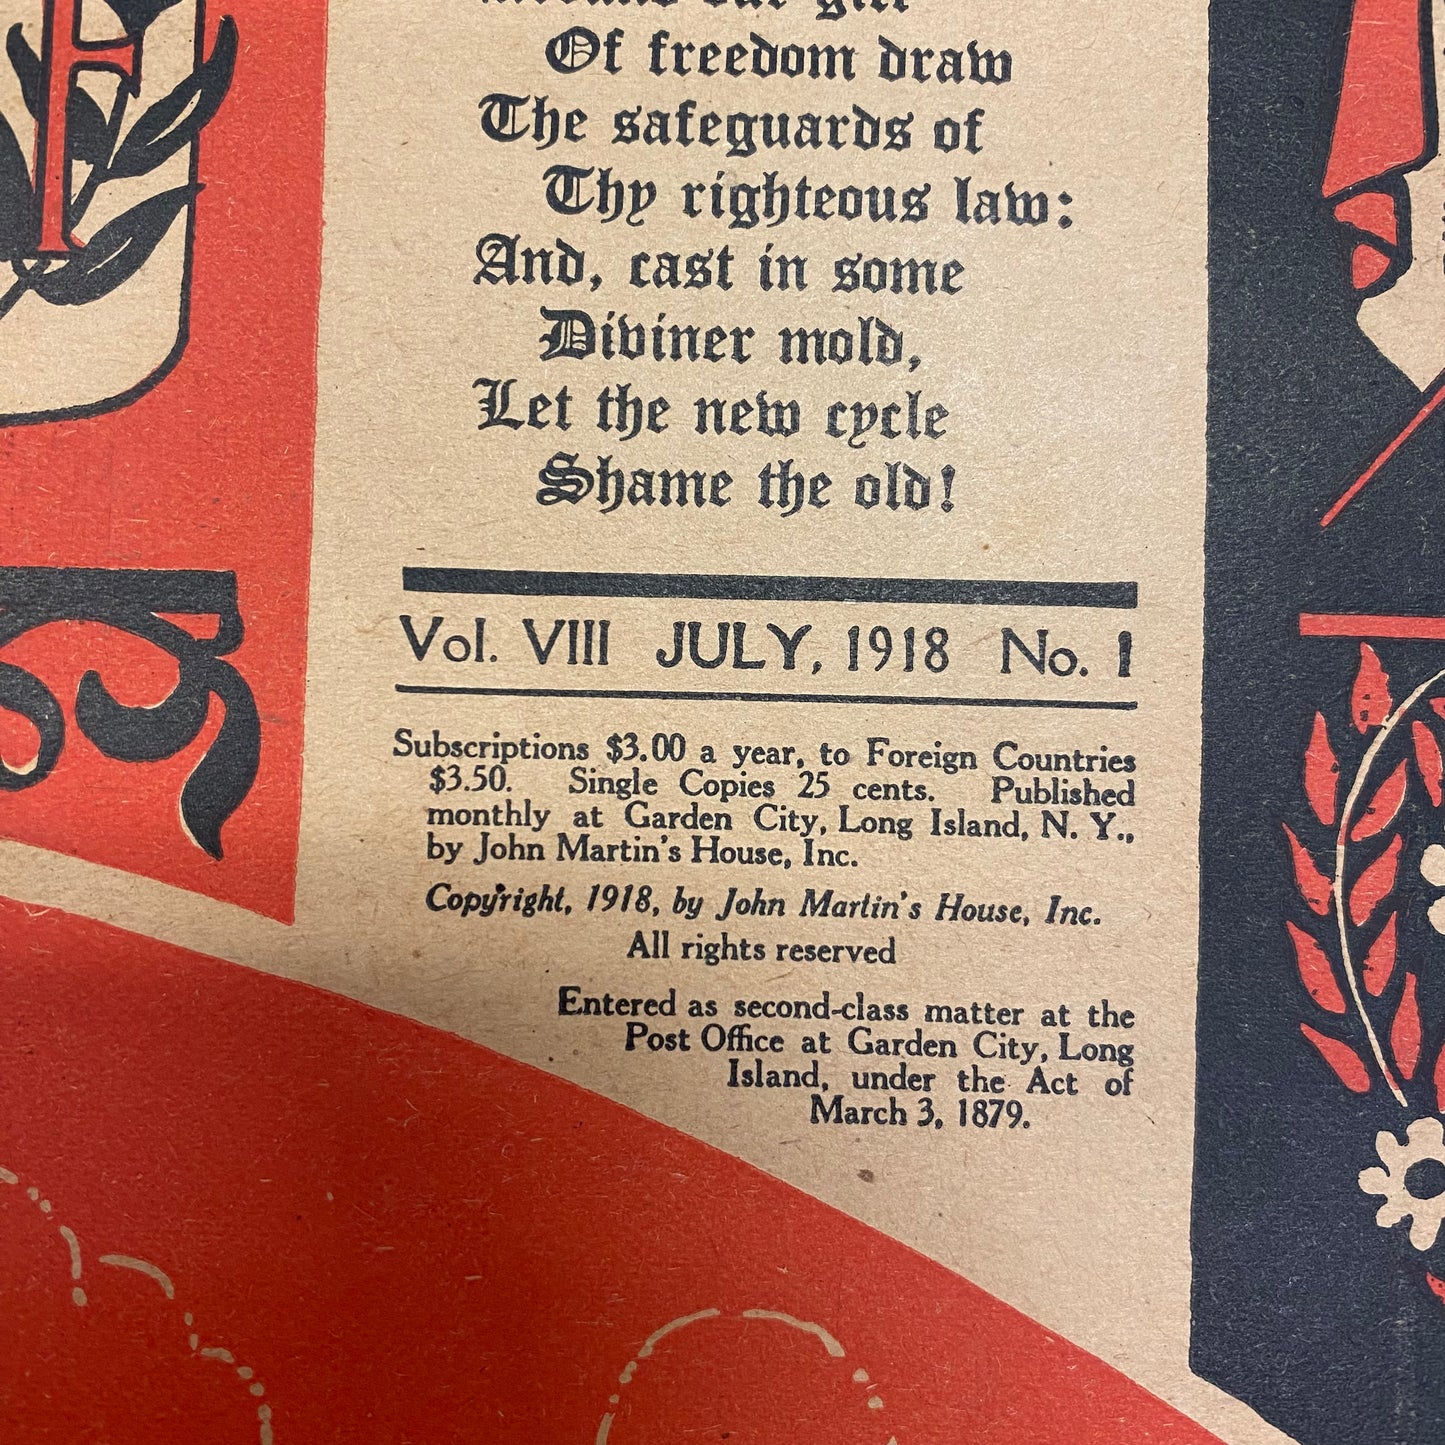 F
Of freedom draw
The safeguards of
Thy righteous law:
And, cast in some
Diviner mold,
Let the new cycle
Shame the old!
Vol. VIII JULY, 1918 No. 1
Subscriptions $3.00 a year, to Foreign Countries
$3.50. Single Copies 25 cents. Published
monthly at Garden City, Long Island, N. Y.,
by John Martin's House, Inc.
Copyright, 1918, by John Martin's House, Inc.
All rights reserved
Entered as second-class matter at the
Post Office at Garden City, Long
Island, under the Act of
March 3, 1879.